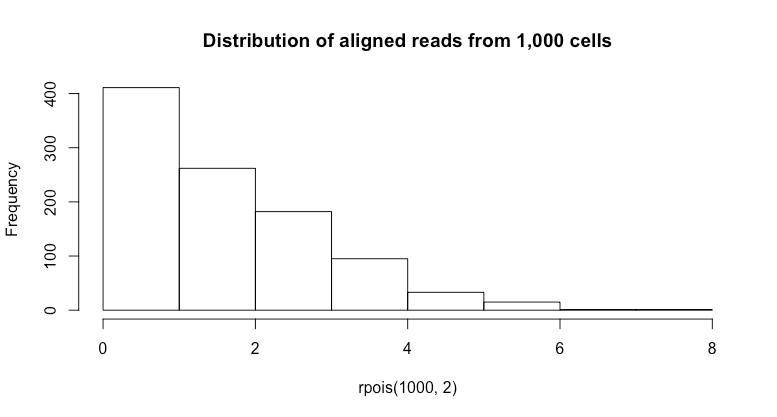 Distribution of aligned reads from 1,000 cells
Frequency
400
300
200
100
0
0 2 4 6 8
rpois(1000, 2)